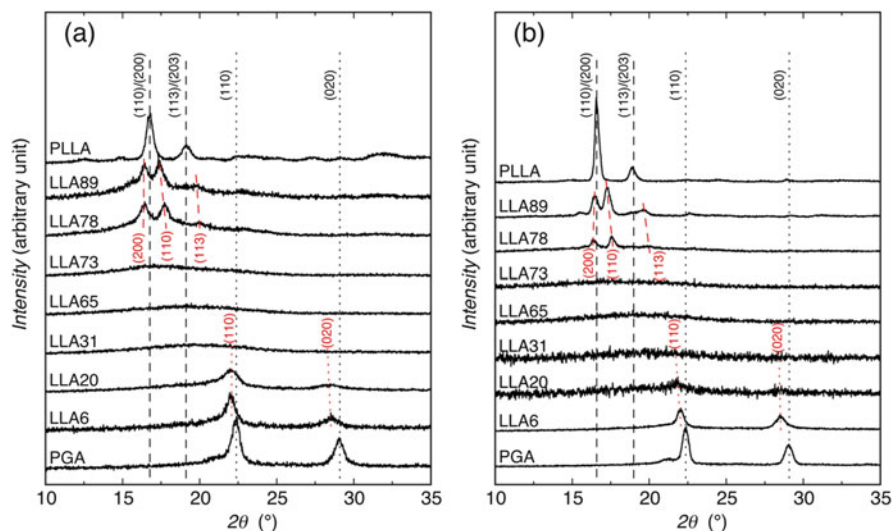 (a)
(110)/(200)
(113)/(203)
(110)
(020)
PLLA
LLA89
LLA78
(200)
(110)
(113)
LLA73
LLA65
LLA31
(110)
(020)
LLA20
LLA6
PGA
Intensity (arbitrary unit)
10 15 20 25 30 35
2θ (°)
(b)
(110)/(200)
(113)/(203)
(110)
(020)
PLLA
LLA89
LLA78
(200)
(110)
(113)
LLA73
LLA65
LLA31
(110)
(020)
LLA20
LLA6
PGA
Intensity (arbitrary unit)
10 15 20 25 30 35
2θ (°)